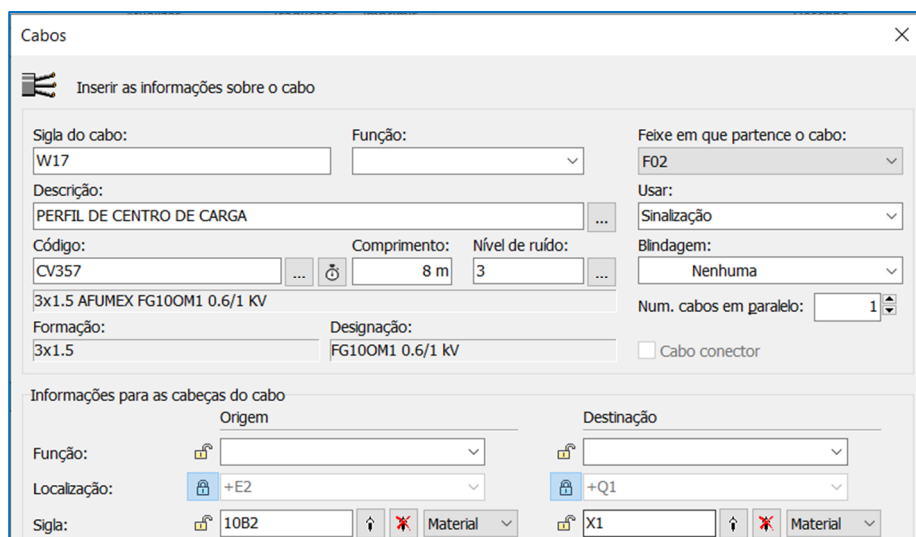 Cabos
Inserir as informações sobre o cabo
Sigla do cabo: Função: Feixe em que partence o cabo:
W17 F02
Descrição: Usar:
PERFIL DE CENTRO DE CARGA ... Sinalização
Código: Comprimento: Nível de ruído: Blindagem:
CV357 ... 8 m 3 ... Nenhuma
3x1.5 AFUMEX FG10OM1 0.6/1 KV Num. cabos em paralelo: 1
Formação: Designação:
3x1.5 FG10OM1 0.6/1 kV Cabo conector
Informações para as cabeças do cabo
Origem Destinação
Função:
Localização: +E2 +Q1
Sigla: 10B2 Material X1 Material